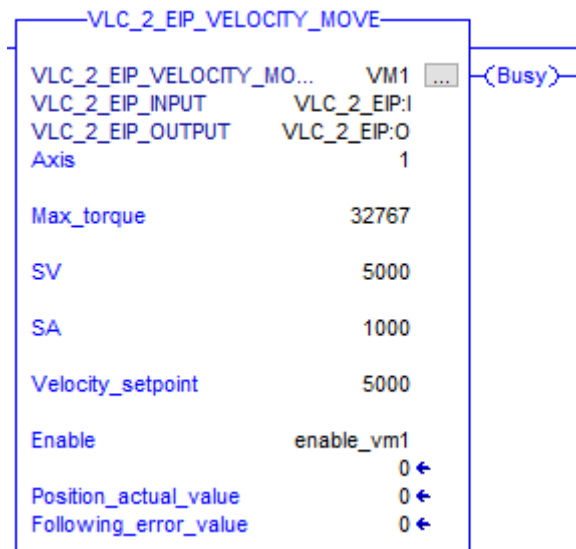 VLC_2_EIP_VELOCITY_MOVE
VLC_2_EIP_VELOCITY_MO... VM1 ... (Busy)
VLC_2_EIP_INPUT VLC_2_EIP:I
VLC_2_EIP_OUTPUT VLC_2_EIP:O
Axis 1
Max_torque 32767
SV 5000
SA 1000
Velocity_setpoint 5000
Enable enable_vm1
0
Position_actual_value 0
Following_error_value 0